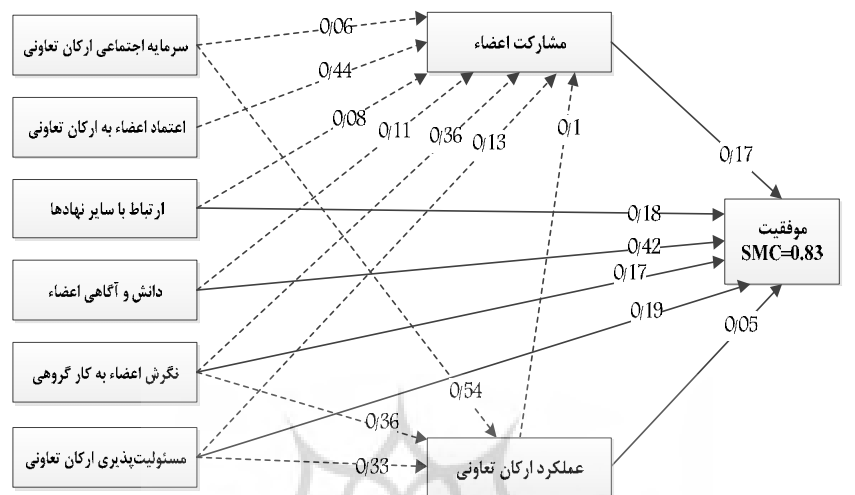 سرمایه اجتماعی ارکان تعاونی
اعتماد اعضاء به ارکان تعاونی
ارتباط با سایر نهادها
دانش و آگاهی اعضاء
نگرش اعضاء به کار گروهی
مسئولیت‌پذیری ارکان تعاونی
مشارکت اعضاء
عملکرد ارکان تعاونی
موفقیت
SMC=0.83
0/06
0/44
0/08
0/11
0/36
0/13
0/1
0/17
0/18
0/42
0/17
0/19
0/05
0/54
0/36
0/33